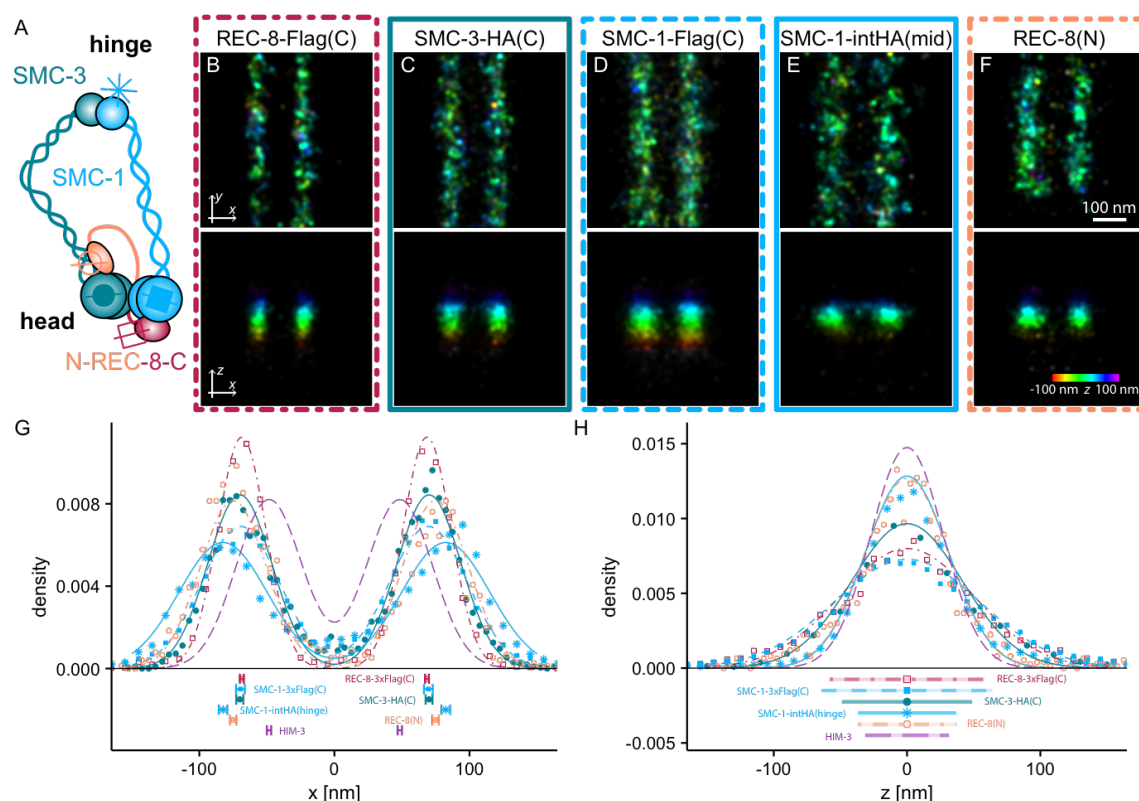 A
hinge
SMC-3
SMC-1
head
N-REC-8-C
REC-8-Flag(C)
SMC-3-HA(C)
SMC-1-Flag(C)
SMC-1-intHA(mid)
REC-8(N)
B
C
D
E
F
y
x
100 nm
z
x
-100 nm z 100 nm
G
density
0.008
0.004
0.000
REC-8-3xFlag(C)
SMC-1-3xFlag(C)
SMC-3-HA(C)
SMC-1-intHA(hinge)
REC-8(N)
HIM-3
-100
0
100
x [nm]
H
density
0.015
0.010
0.005
0.000
-0.005
REC-8-3xFlag(C)
SMC-1-3xFlag(C)
SMC-3-HA(C)
SMC-1-intHA(hinge)
REC-8(N)
HIM-3
-100
0
100
z [nm]